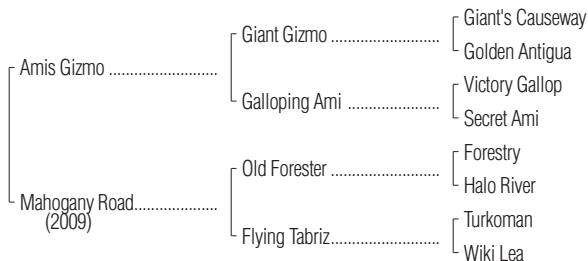 Giant's Causeway
Giant Gizmo ..............................
Golden Antigua
Amis Gizmo ..............................
Victory Gallop
Galloping Ami ..........................
Secret Ami
Forestry
Old Forester ..............................
Halo River
Mahogany Road.......................
(2009)
Turkoman
Flying Tabriz..............................
Wiki Lea